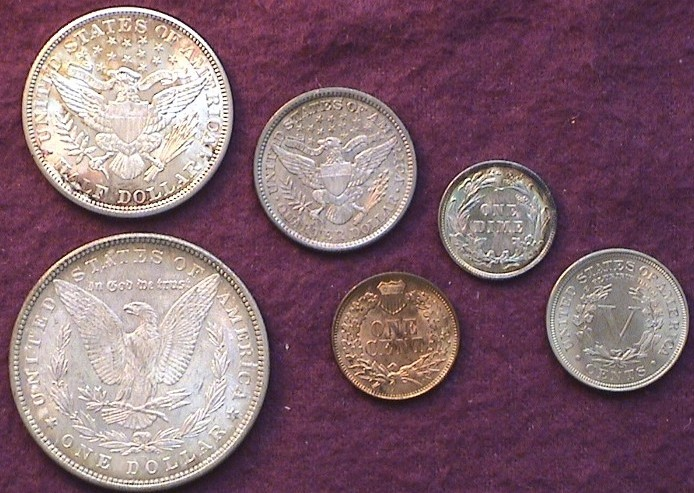 UNITED STATES OF AMERICA
HALF DOLLAR
UNITED STATES OF AMERICA
ONE
DIME
UNITED STATES OF AMERICA
In God we trust
ONE DOLLAR
ONE
CENT
UNITED STATES OF AMERICA
V
CENTS